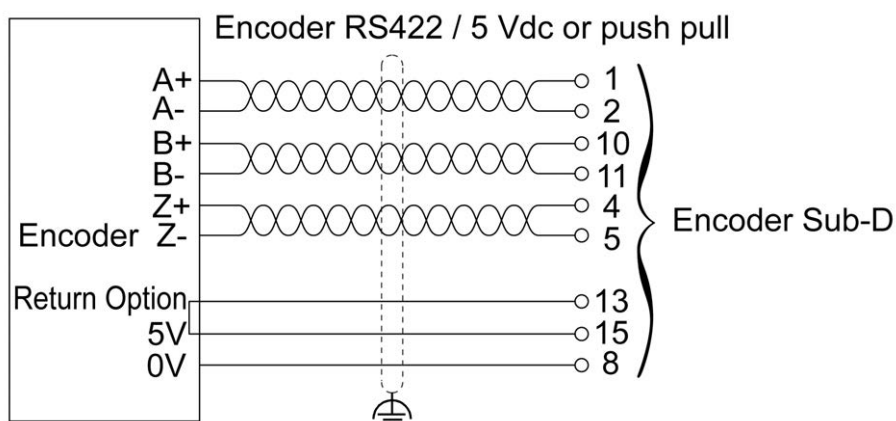 Encoder RS422 / 5 Vdc or push pull
A+ 1
A- 2
B+ 10
B- 11
Z+ 4
Encoder Z- 5 Encoder Sub-D
Return Option 13
5V 15
0V 8